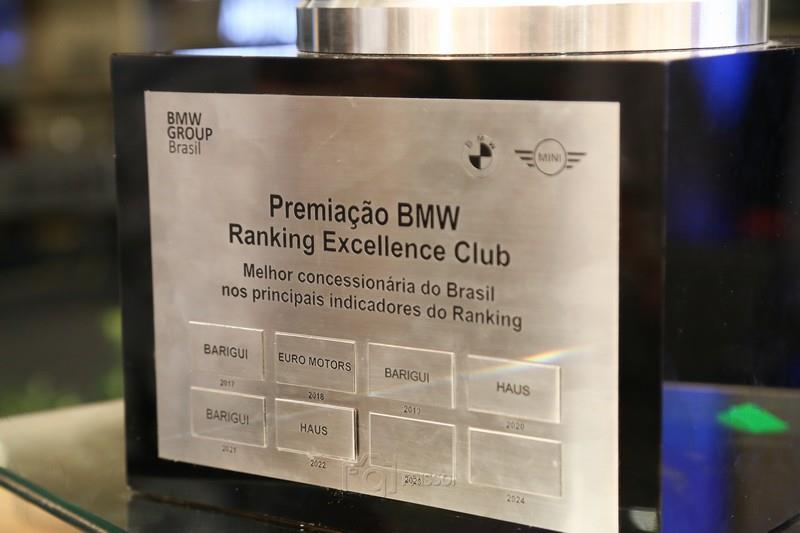 BMW
GROUP
Brasil
BMW
MINI
Premiação BMW
Ranking Excellence Club
Melhor concessionária do Brasil
nos principais indicadores do Ranking
BARIGUI
EURO MOTORS
BARIGUI
HAUS
2017
2018
2019
2020
BARIGUI
HAUS
2021
2022
2023
2024